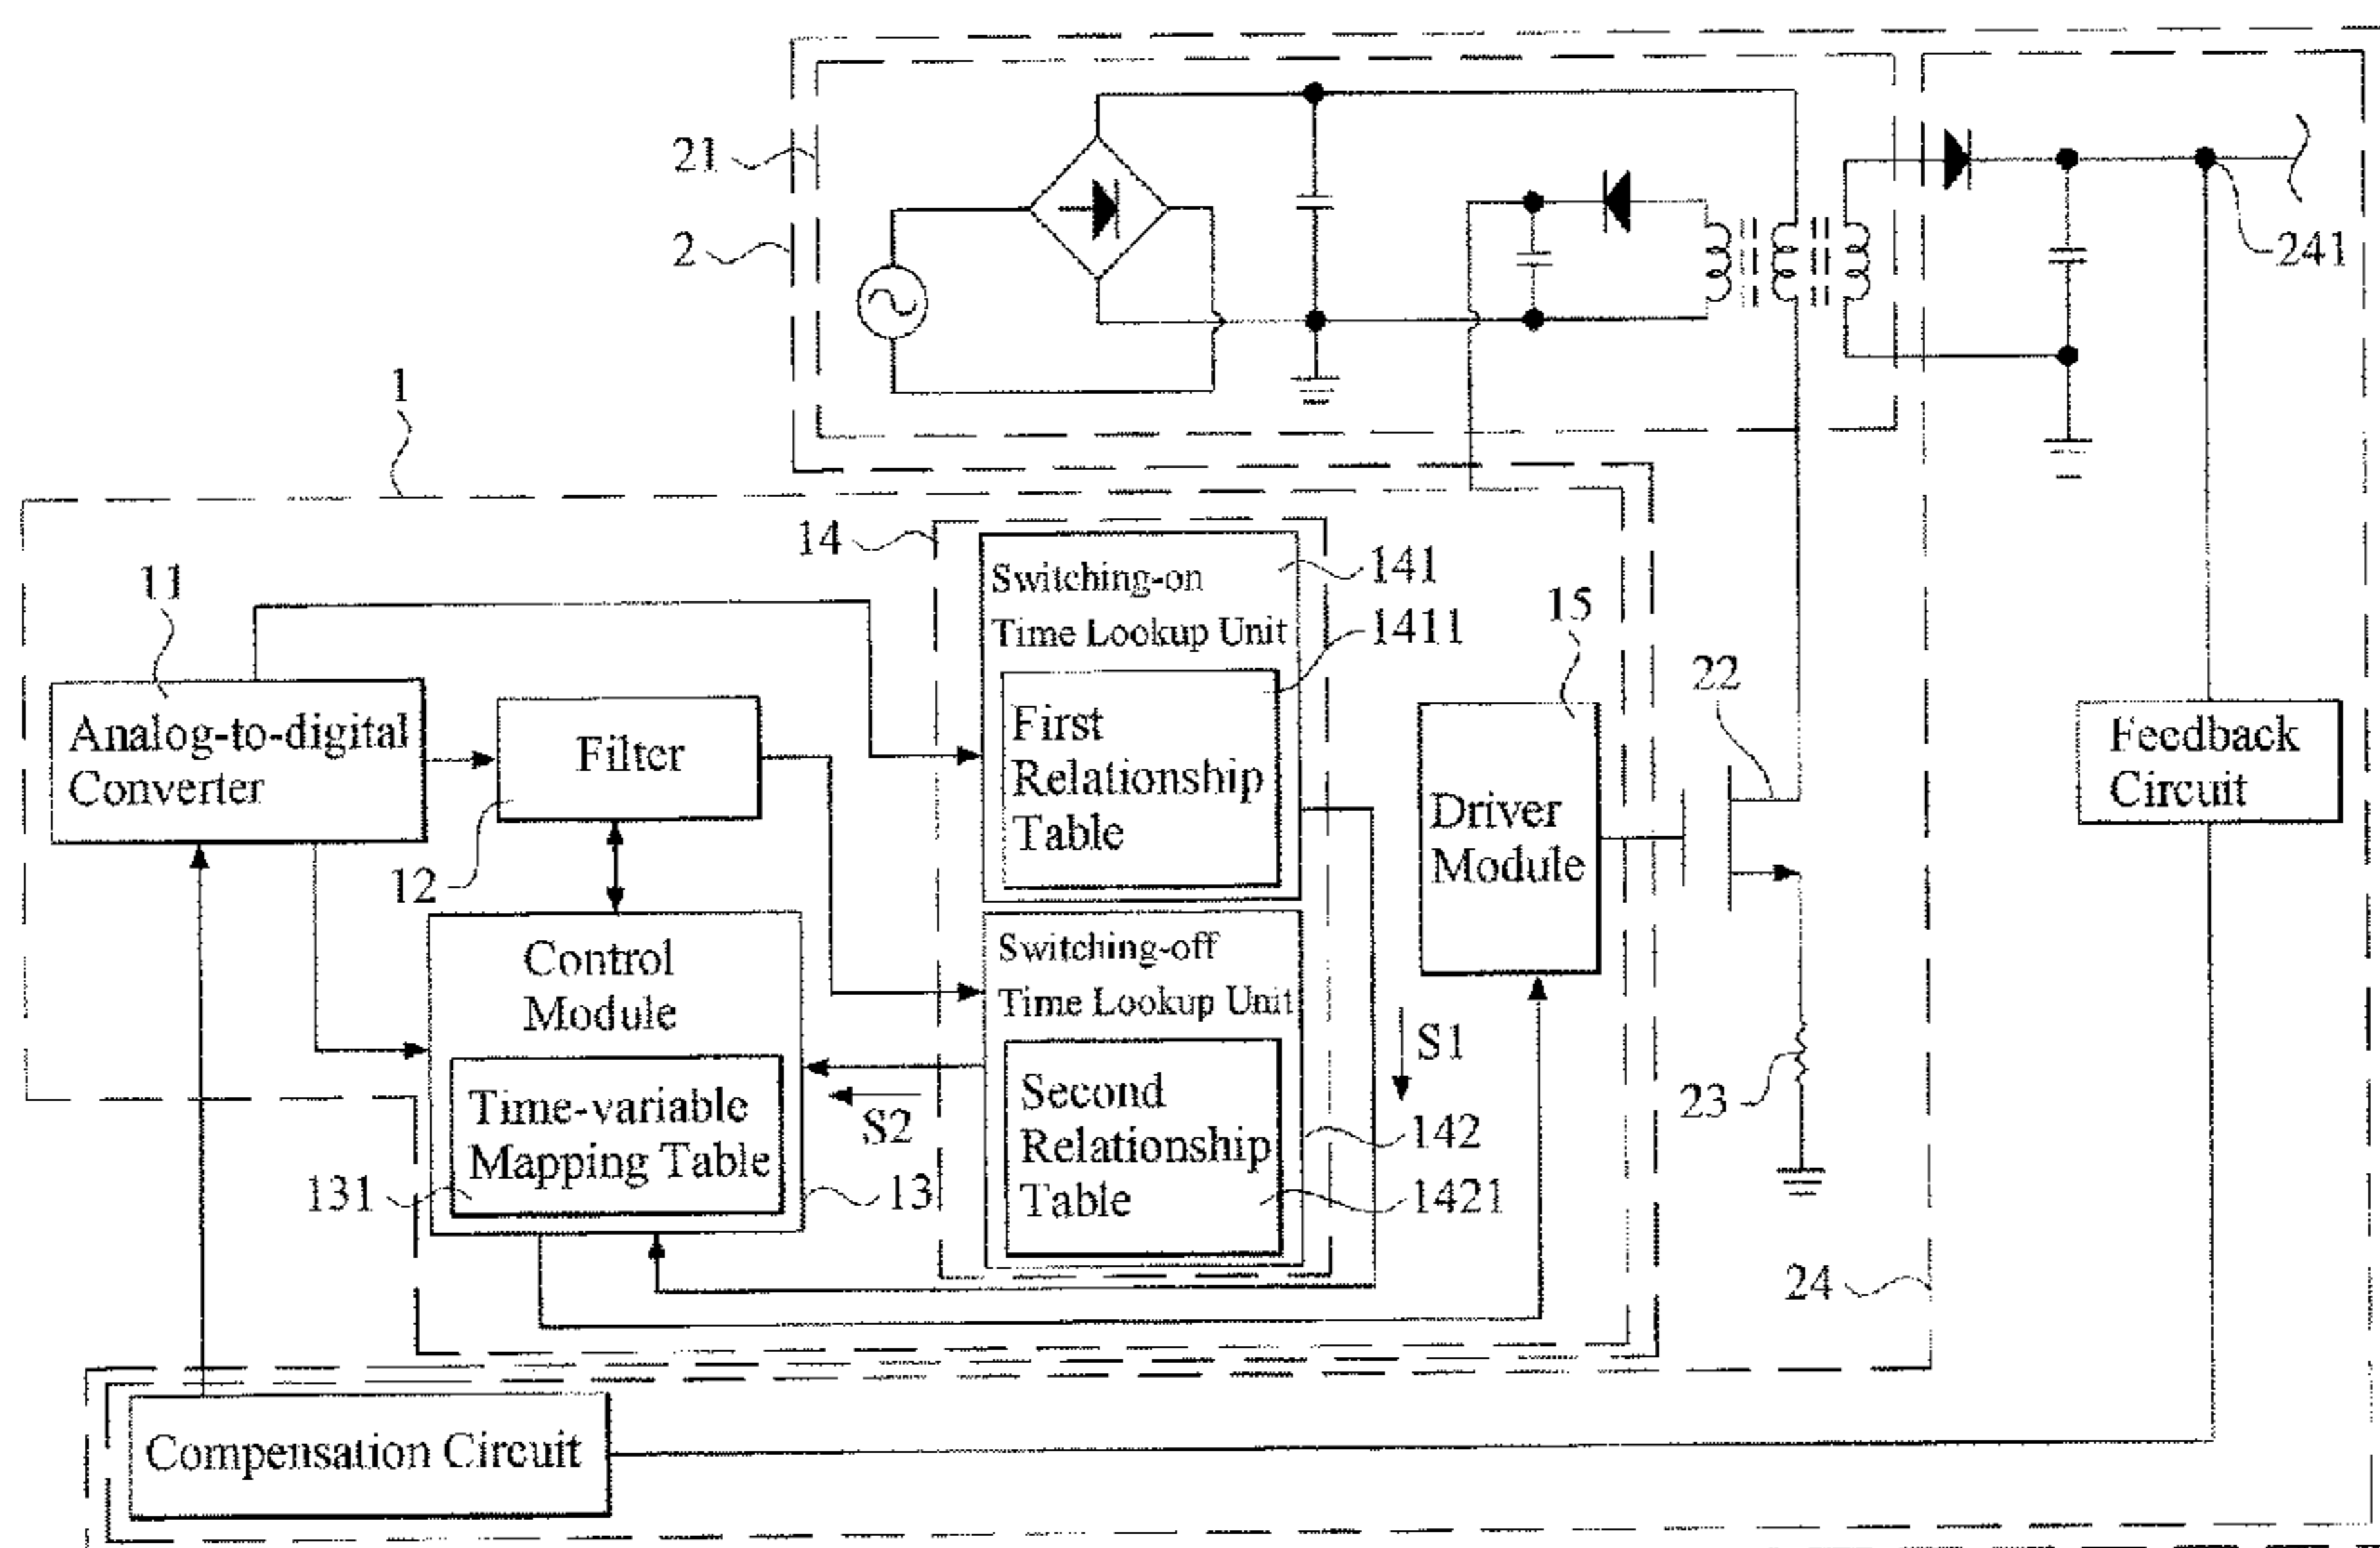 21
2
241
1
14
11
Switching-on
Time Lookup Unit
141
1411
15
22
Analog-to-digital
Converter
Filter
First
Relationship
Table
Driver
Module
Feedback
Circuit
12
Control
Module
Switching-off
Time Lookup Unit
S1
Time-variable
Mapping Table
S2
Second
Relationship
Table
142
23
131
13
1421
24
Compensation Circuit